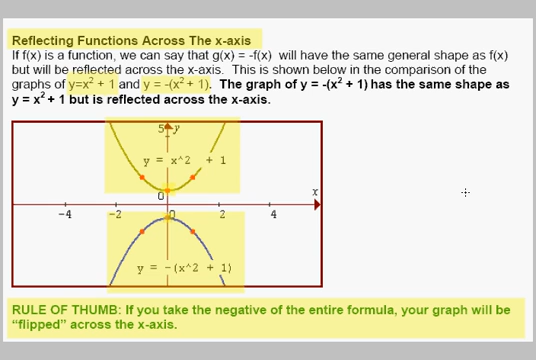 Reflecting Functions Across The x-axis
If f(x) is a function, we can say that g(x) = -f(x) will have the same general shape as f(x)
but will be reflected across the x-axis. This is shown below in the comparison of the
graphs of y=x² + 1 and y = -(x² + 1). The graph of y = -(x² + 1) has the same shape as
y = x² + 1 but is reflected across the x-axis.
5 y
y = x^2 + 1
0 x
-4 -2 0 2 4
y = -(x^2 + 1)
RULE OF THUMB: If you take the negative of the entire formula, your graph will be
“flipped” across the x-axis.